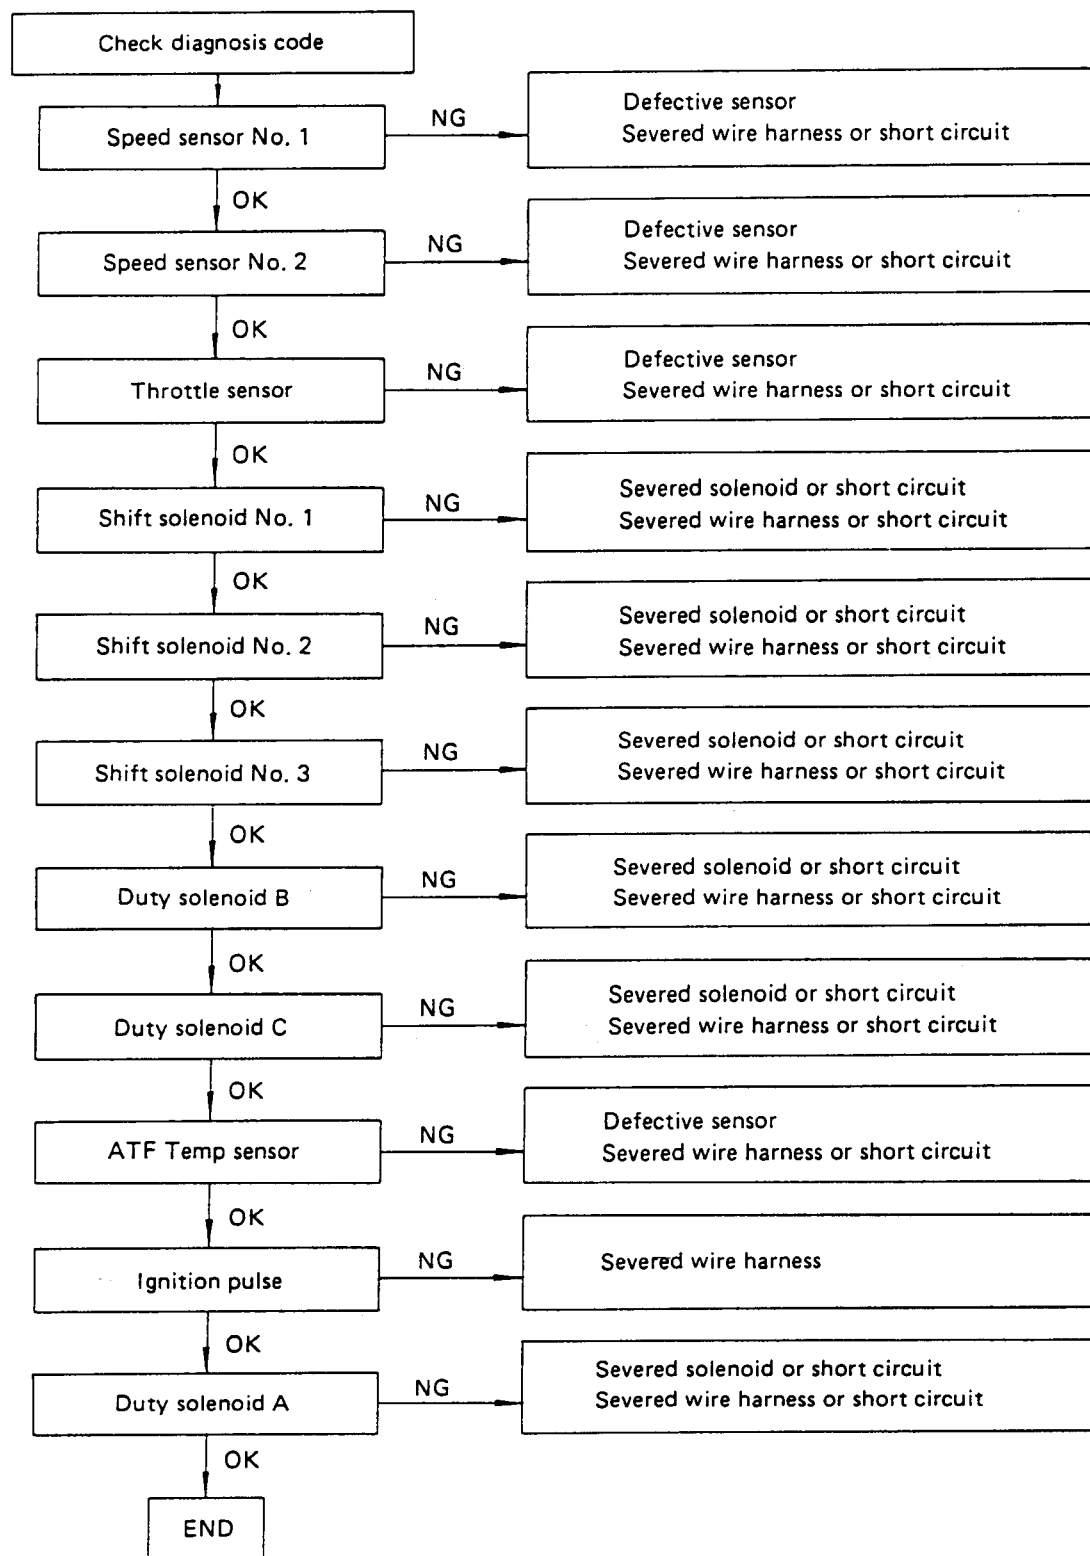 Check diagnosis code
Speed sensor No. 1
NG
Defective sensor
Severed wire harness or short circuit
OK
Speed sensor No. 2
NG
Defective sensor
Severed wire harness or short circuit
OK
Throttle sensor
NG
Defective sensor
Severed wire harness or short circuit
OK
Shift solenoid No. 1
NG
Severed solenoid or short circuit
Severed wire harness or short circuit
OK
Shift solenoid No. 2
NG
Severed solenoid or short circuit
Severed wire harness or short circuit
OK
Shift solenoid No. 3
NG
Severed solenoid or short circuit
Severed wire harness or short circuit
OK
Duty solenoid B
NG
Severed solenoid or short circuit
Severed wire harness or short circuit
OK
Duty solenoid C
NG
Severed solenoid or short circuit
Severed wire harness or short circuit
OK
ATF Temp sensor
NG
Defective sensor
Severed wire harness or short circuit
OK
Ignition pulse
NG
Severed wire harness
OK
Duty solenoid A
NG
Severed solenoid or short circuit
Severed wire harness or short circuit
OK
END